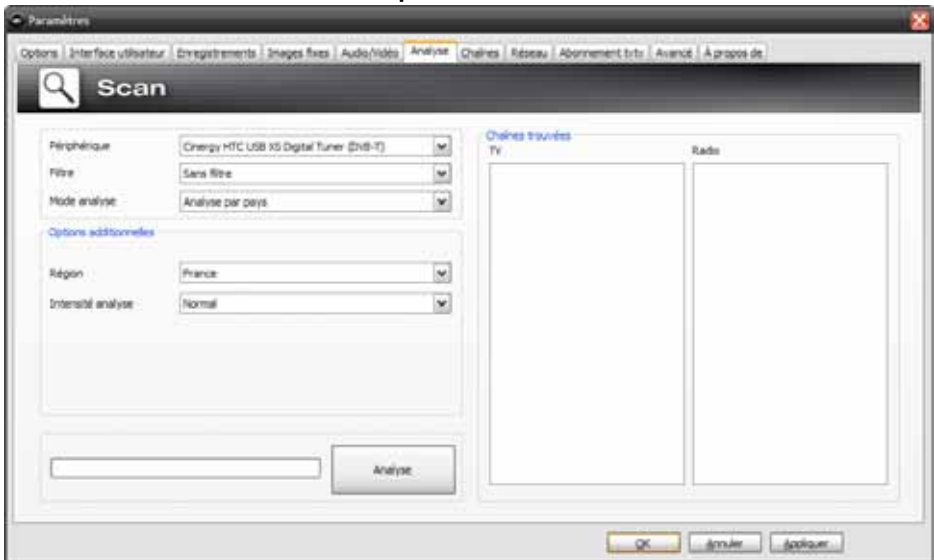 Paramètres
Options Interface utilisateur Enregistrements Images fixes Audio/Vidéo Analyse Chaînes Réseau Abonnement tvtv Avancé À propos de
Scan
Périphérique Cinergy HTC USB XS Digital Tuner (DVB-T)
Filtre Sans filtre
Mode analyse Analyse par pays
Options additionnelles
Région France
Intensité analyse Normal
Analyse
Chaînes trouvées
TV Radio
OK Annuler Appliquer